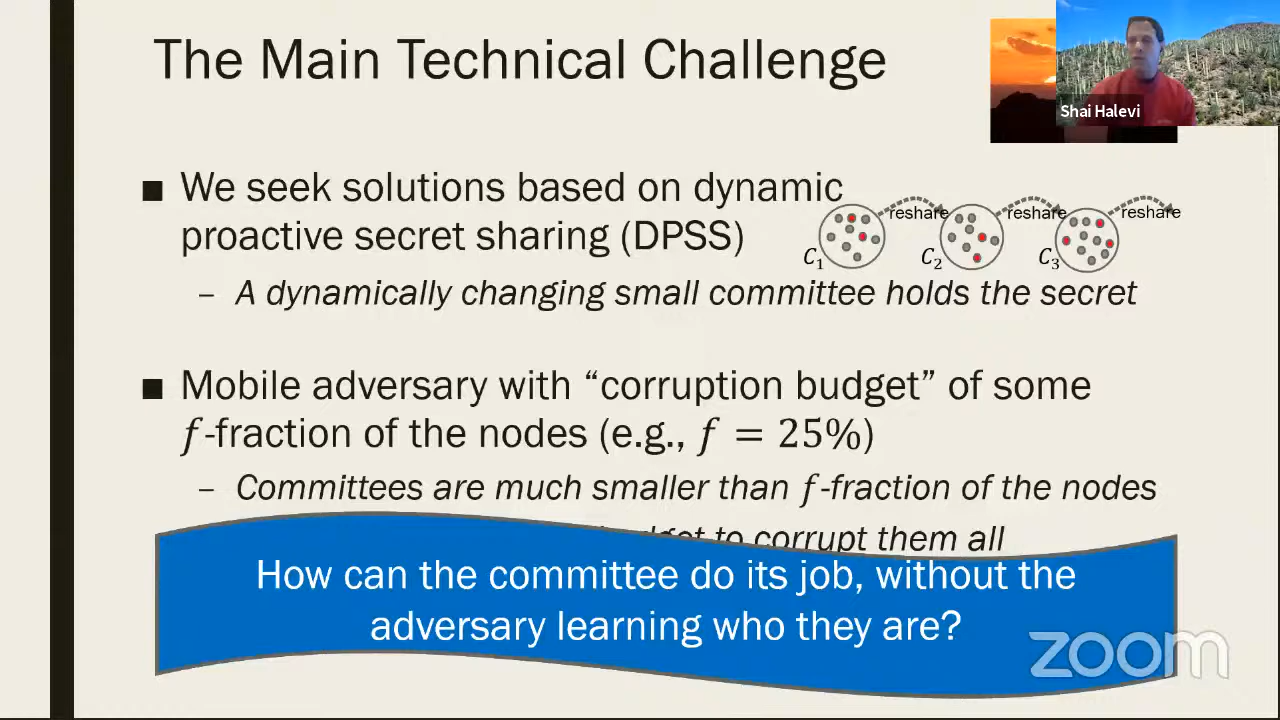 The Main Technical Challenge
Shai Halevi
■ We seek solutions based on dynamic
proactive secret sharing (DPSS)
reshare
reshare
reshare
C₁
C₂
C₃
– A dynamically changing small committee holds the secret
■ Mobile adversary with “corruption budget” of some
f-fraction of the nodes (e.g., f = 25%)
– Committees are much smaller than f-fraction of the nodes
to corrupt them all
How can the committee do its job, without the
adversary learning who they are?
zoom